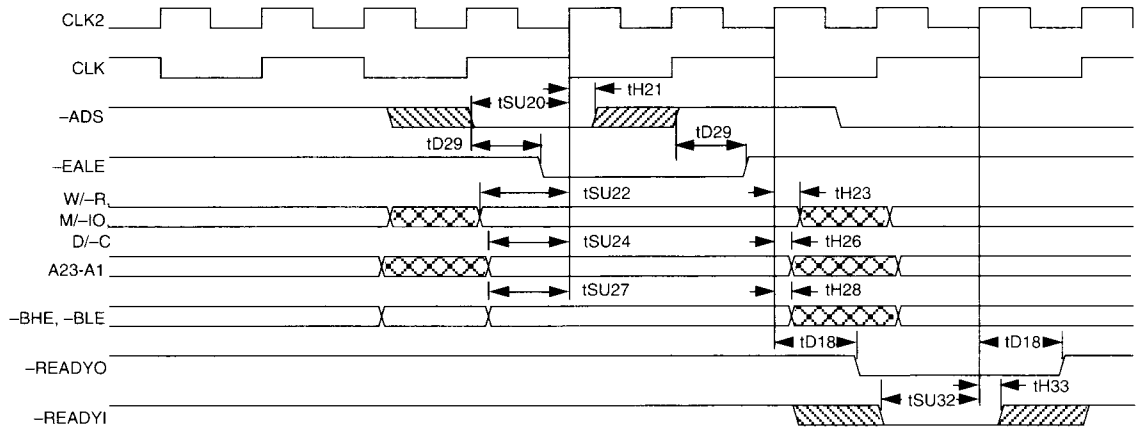 CLK2
CLK
tSU20
tH21
–ADS
tD29
tD29
–EALE
W/–R,
tSU22
tH23
M/–IO
D/–C
tSU24
tH26
A23-A1
tSU27
tH28
–BHE, –BLE
tD18
tD18
–READYO
tH33
tSU32
–READYI